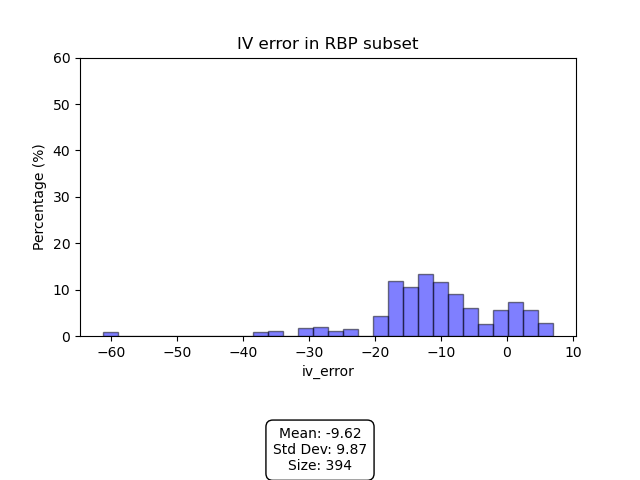 IV error in RBP subset
60
50
40
30
20
10
0
Percentage (%)
−60 −50 −40 −30 −20 −10 0 10
iv_error
Mean: -9.62
Std Dev: 9.87
Size: 394